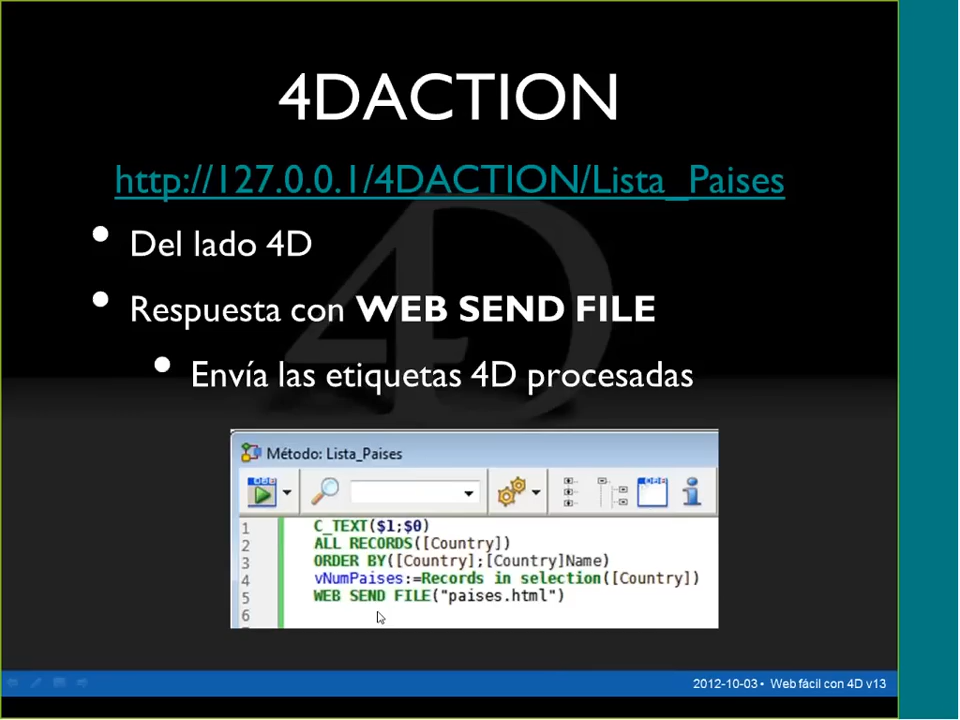 4DACTION
http://127.0.0.1/4DACTION/Lista_Paises
• Del lado 4D
• Respuesta con WEB SEND FILE
• Envía las etiquetas 4D procesadas
Método: Lista_Paises
1 C_TEXT($1;$0)
2 ALL RECORDS([Country])
3 ORDER BY([Country];[Country]Name)
4 vNumPaises:=Records in selection([Country])
5 WEB SEND FILE("paises.html")
6
2012-10-03 • Web fácil con 4D v13